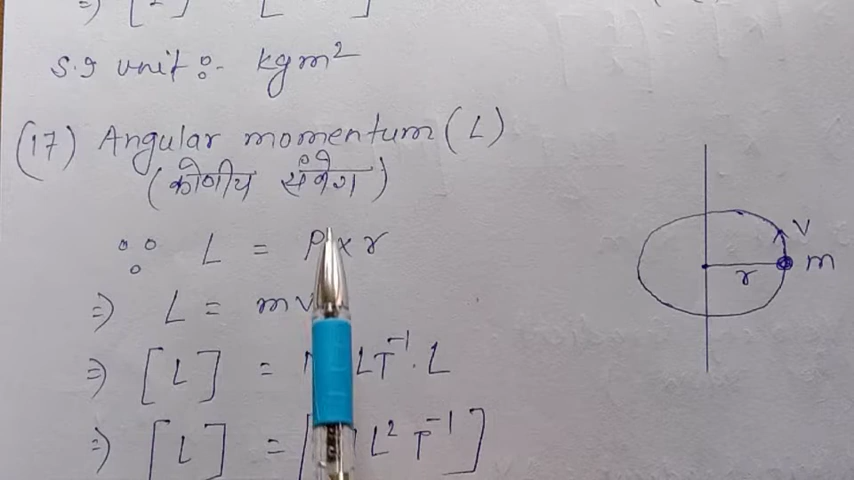 S.I unit :- kgm²
(17) Angular momentum (L)
(कोणीय संवेग)
∵ L = P x r
=> L = mv
=> [L] = LT⁻¹ . L
=> [L] = [ L² T⁻¹]
v
r
m